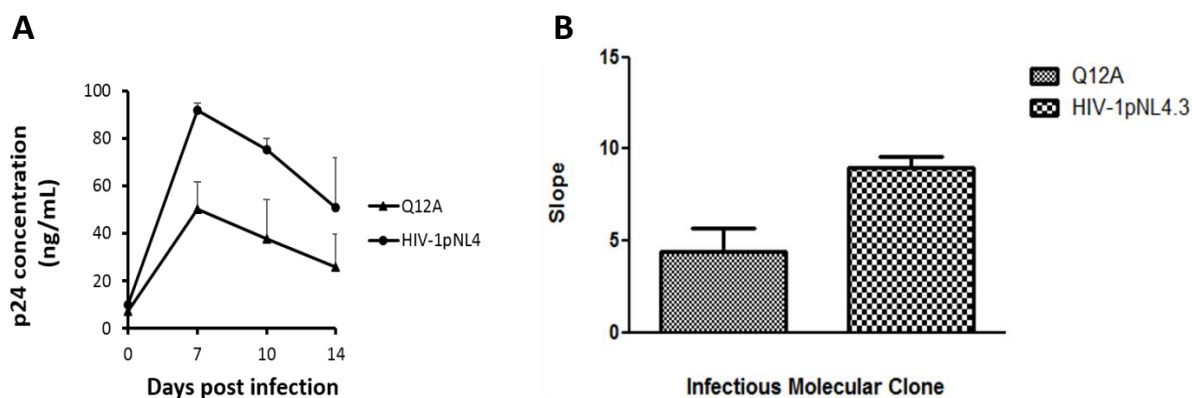 A
p24 concentration
(ng/mL)
100
80
60
40
20
0
0 7 10 14
Days post infection
Q12A
HIV-1pNL4
B
Slope
15
10
5
0
Infectious Molecular Clone
Q12A
HIV-1pNL4.3